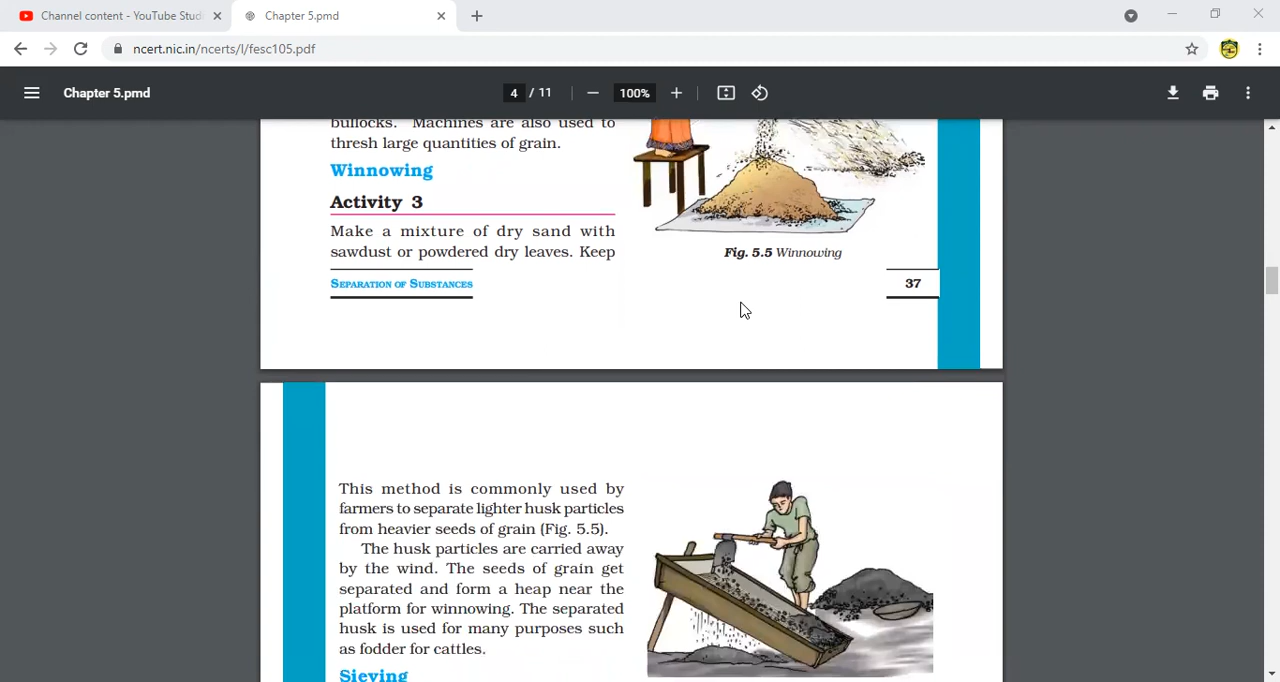 Channel content - YouTube Stud
Chapter 5.pmd
ncert.nic.in/ncerts/l/fesc105.pdf
Chapter 5.pmd
4 / 11
100%
bullocks. Machines are also used to
thresh large quantities of grain.
Winnowing
Activity 3
Make a mixture of dry sand with
sawdust or powdered dry leaves. Keep
SEPARATION OF SUBSTANCES
Fig. 5.5 Winnowing
37
This method is commonly used by
farmers to separate lighter husk particles
from heavier seeds of grain (Fig. 5.5).
The husk particles are carried away
by the wind. The seeds of grain get
separated and form a heap near the
platform for winnowing. The separated
husk is used for many purposes such
as fodder for cattles.
Sieving